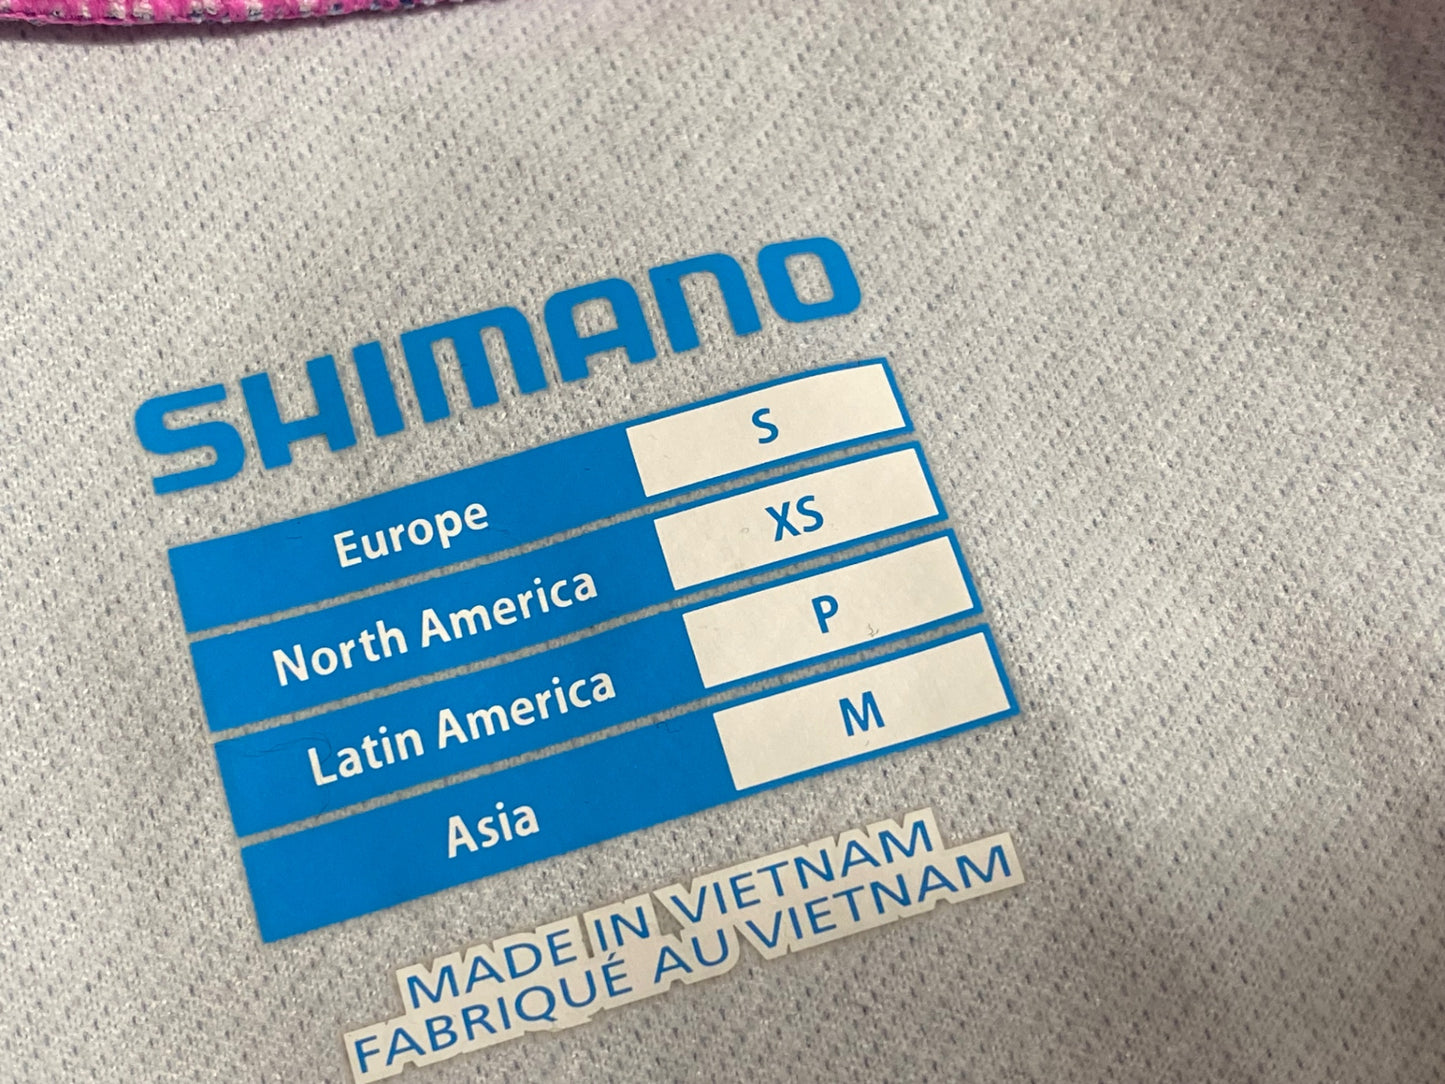 SHIMANO
Europe S
North America XS
Latin America P
Asia M
MADE IN VIETNAM
FABRIQUÉ AU VIETNAM